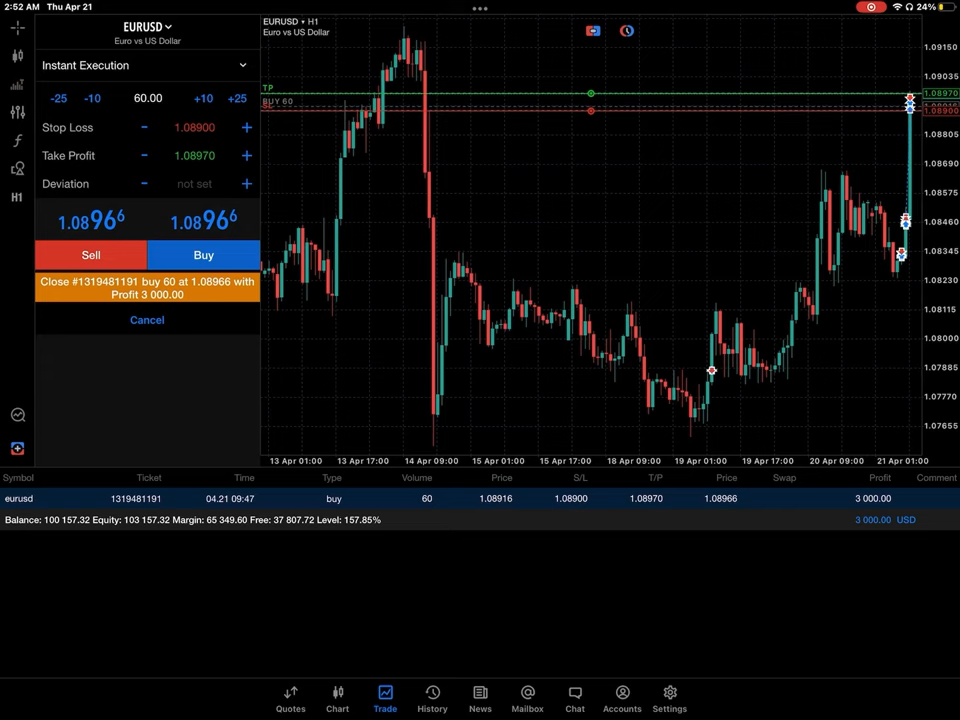 2:52 AM Thu Apr 21
24%
EURUSD
Euro vs US Dollar
Instant Execution
-25 -10 60.00 +10 +25
Stop Loss - 1.08900 +
Take Profit - 1.08970 +
Deviation - not set +
1.08966 1.08966
Sell Buy
Close #1319481191 buy 60 at 1.08966 with
Profit 3 000.00
Cancel
H1
EURUSD • H1
Euro vs US Dollar
TP
BUY 60
1.09150
1.09035
1.08970
1.08900
1.08805
1.08690
1.08575
1.08460
1.08345
1.08230
1.08115
1.08000
1.07885
1.07770
1.07655
13 Apr 01:00 13 Apr 17:00 14 Apr 09:00 15 Apr 01:00 15 Apr 17:00 18 Apr 09:00 19 Apr 01:00 19 Apr 17:00 20 Apr 09:00 21 Apr 01:00
Symbol Ticket Time Type Volume Price S/L T/P Price Swap Profit Comment
eurusd 1319481191 04.21 09:47 buy 60 1.08916 1.08900 1.08970 1.08966 3 000.00
Balance: 100 157.32 Equity: 103 157.32 Margin: 65 349.60 Free: 37 807.72 Level: 157.85% 3 000.00 USD
Quotes Chart Trade History News Mailbox Chat Accounts Settings